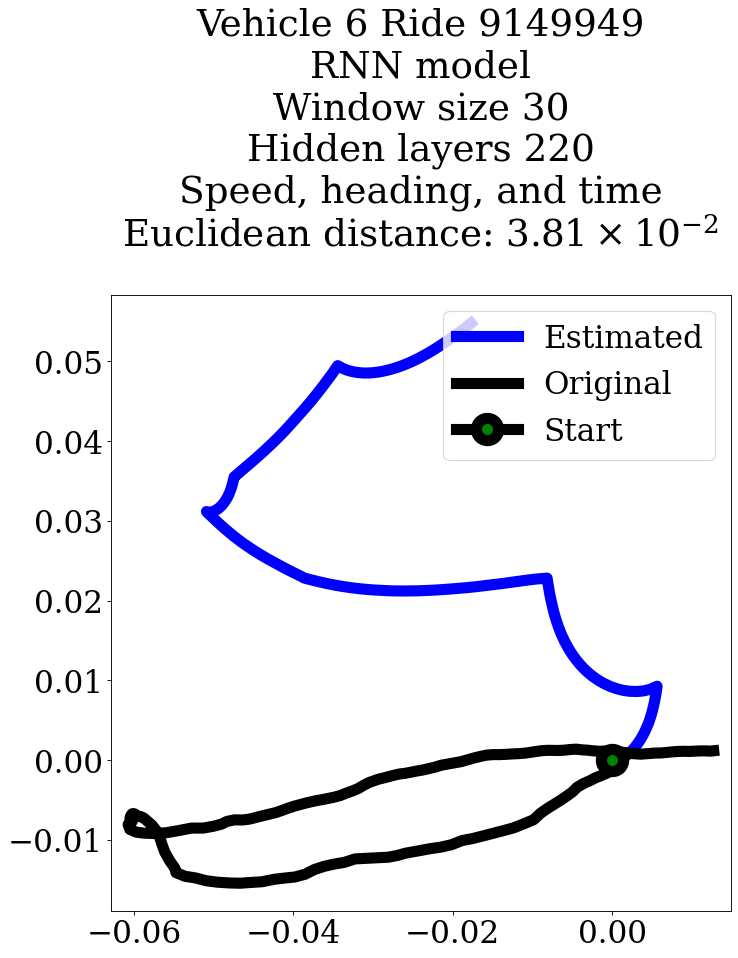 Vehicle 6 Ride 9149949
RNN model
Window size 30
Hidden layers 220
Speed, heading, and time
Euclidean distance: 3.81 × 10⁻²
Estimated
Original
Start
0.05
0.04
0.03
0.02
0.01
0.00
−0.01
−0.06 −0.04 −0.02 0.00